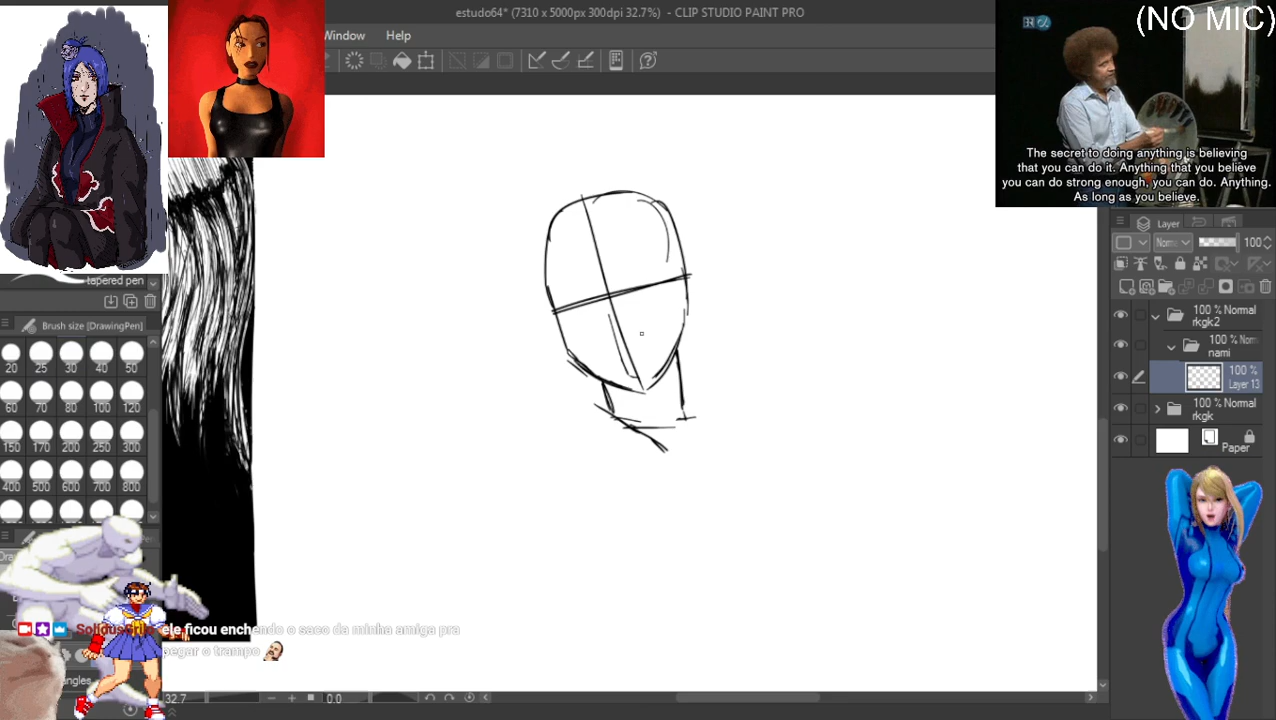 estudo64* (7310 x 5000px 300dpi 32.7%) - CLIP STUDIO PAINT PRO
(NO MIC)
Window Help
The secret to doing anything is believing
that you can do it. Anything that you believe
you can do strong enough, you can do. Anything.
As long as you believe.
Layer
100
tapered pen
Brush size [DrawingPen]
20 25 30 40 50
60 70 80 100 120
150 170 200 250 300
400 500 600 700 800
100 % Normal
rkgk2
100 % Norm
nami
100 %
Layer 13
100 % Normal
rkgk
Paper
ele ficou enchendo o saco da minha amiga pra
pegar o trampo
angles
32.7
0.0